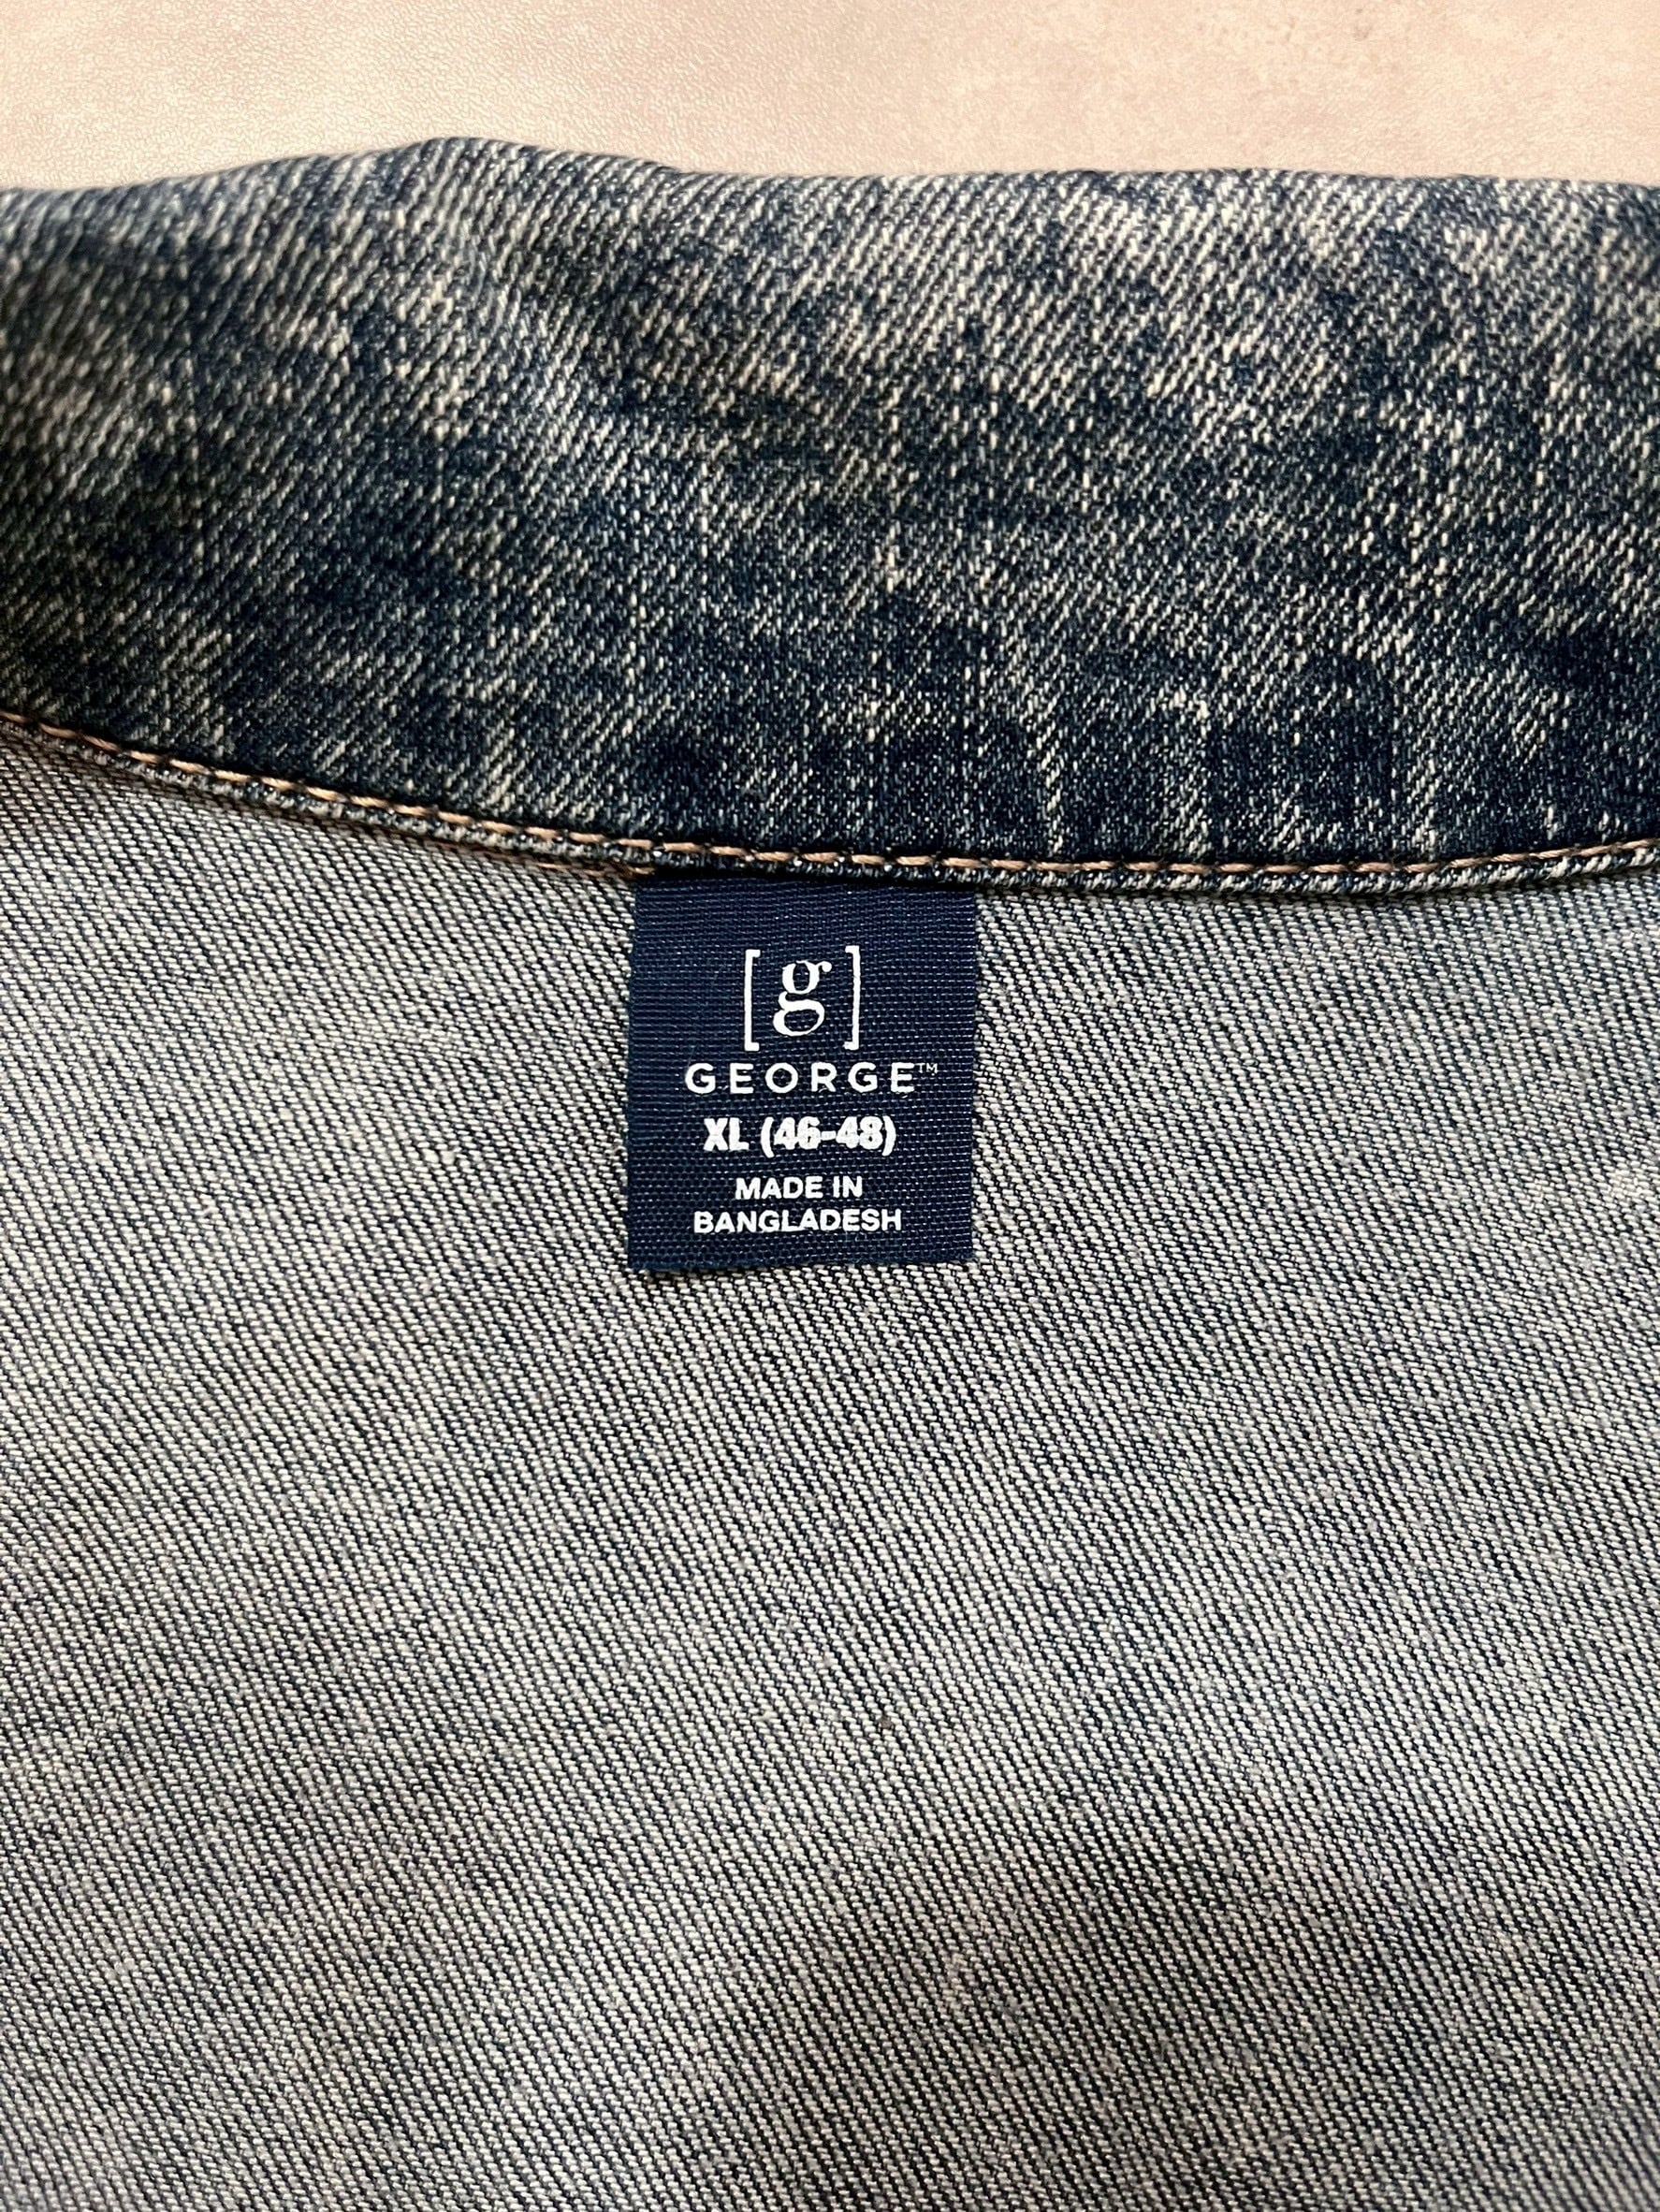 [g]
GEORGE™
XL (46-48)
MADE IN
BANGLADESH